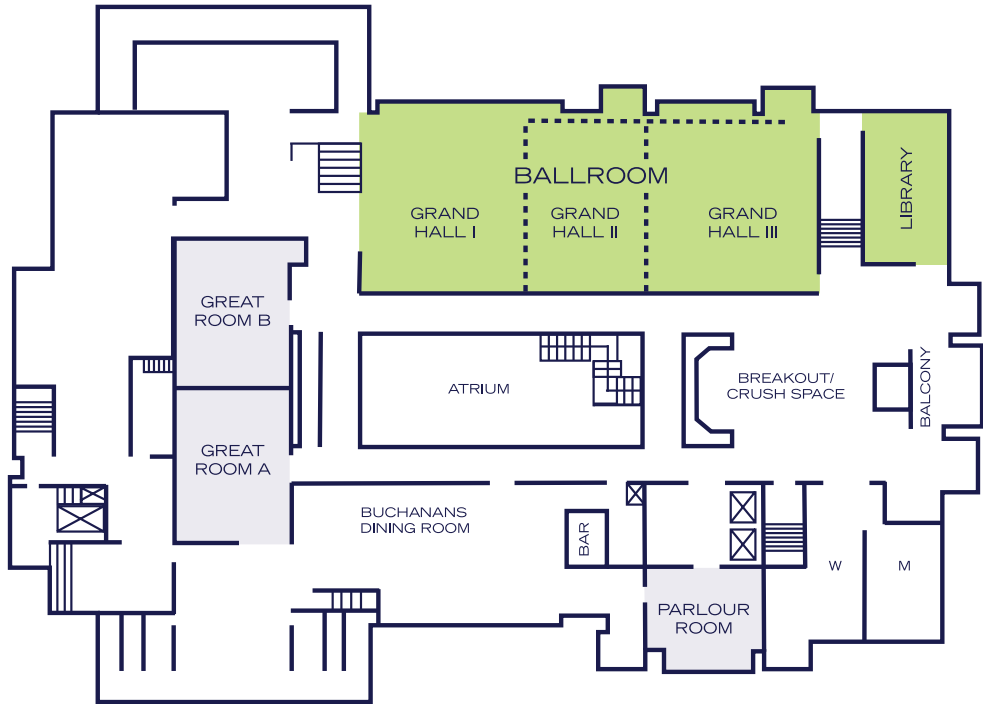 BALLROOM
GRAND
HALL I
GRAND
HALL II
GRAND
HALL III
LIBRARY
GREAT
ROOM B
ATRIUM
BREAKOUT/
CRUSH SPACE
BALCONY
GREAT
ROOM A
BUCHANANS
DINING ROOM
BAR
W
M
PARLOUR
ROOM